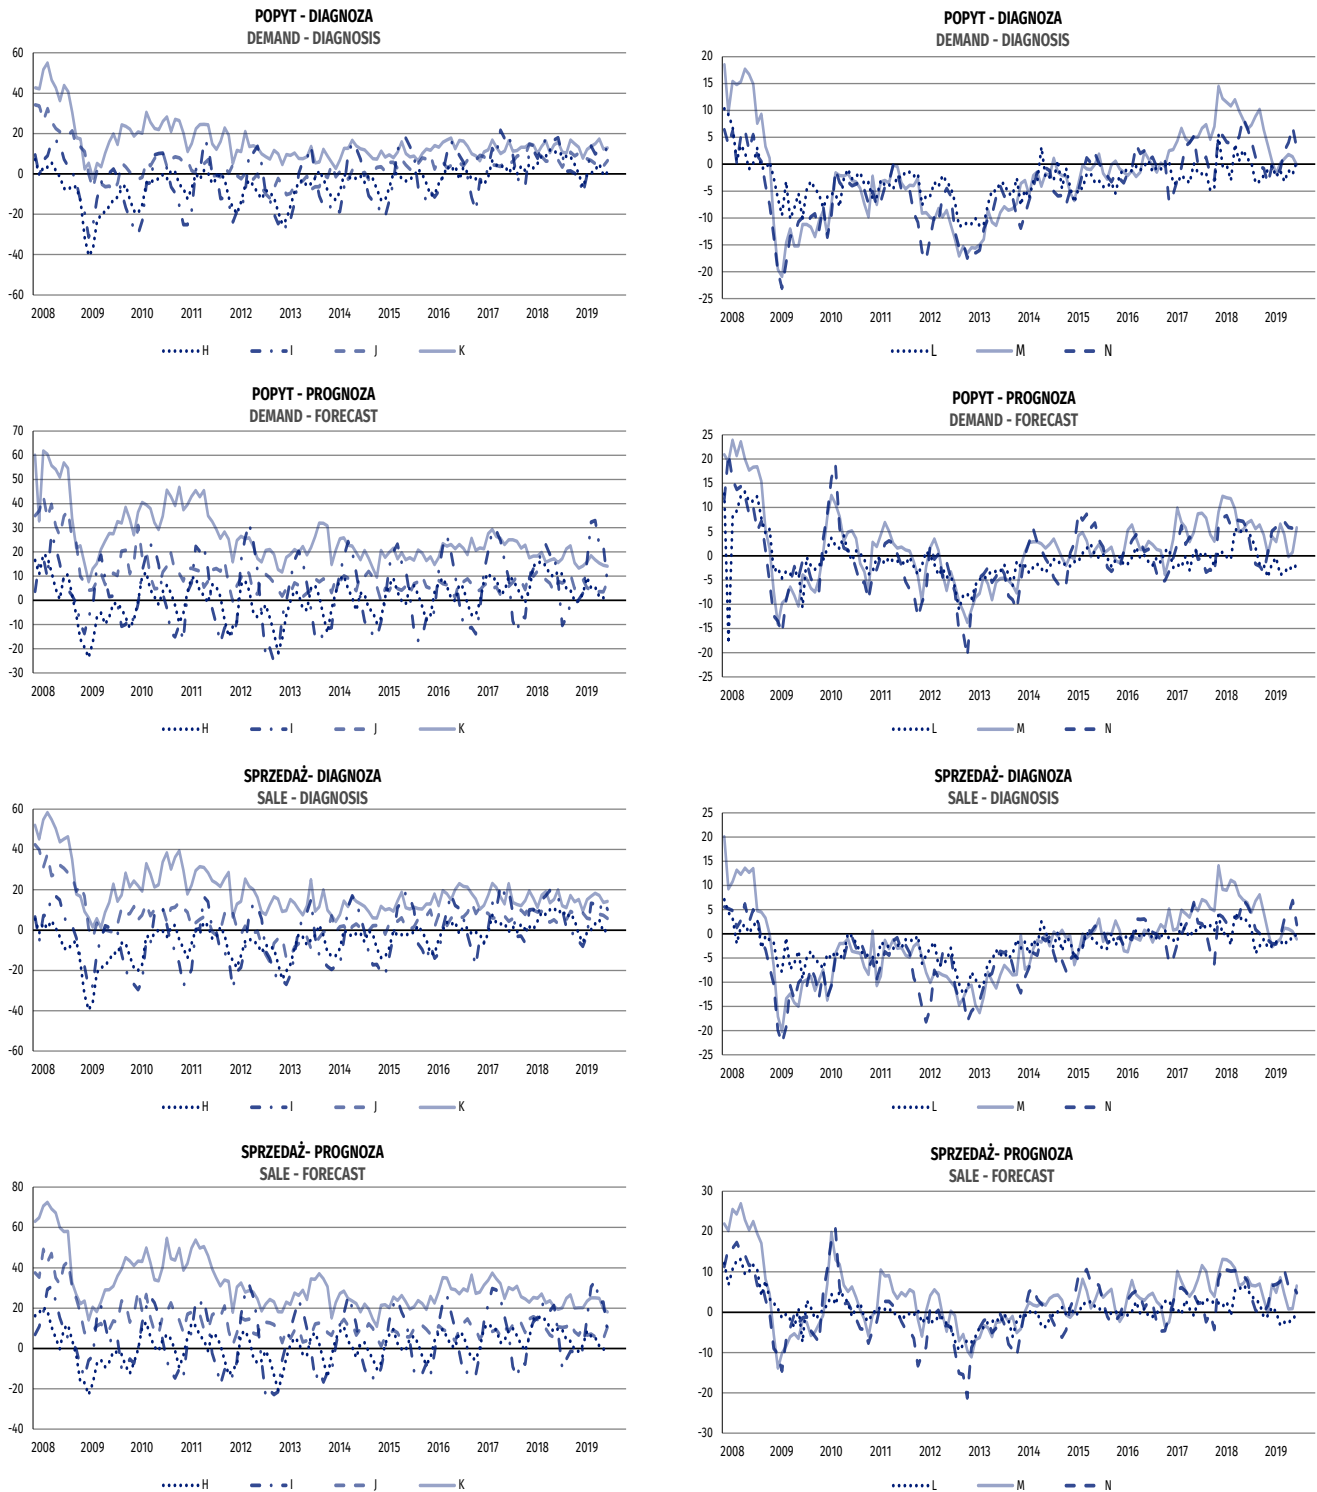 POPYT - DIAGNOZA
DEMAND - DIAGNOSIS
60
40
20
0
-20
-40
-60
2008 2009 2010 2011 2012 2013 2014 2015 2016 2017 2018 2019
H I J K
POPYT - DIAGNOZA
DEMAND - DIAGNOSIS
20
15
10
5
0
-5
-10
-15
-20
-25
2008 2009 2010 2011 2012 2013 2014 2015 2016 2017 2018 2019
L M N
POPYT - PROGNOZA
DEMAND - FORECAST
70
60
50
40
30
20
10
0
-10
-20
-30
2008 2009 2010 2011 2012 2013 2014 2015 2016 2017 2018 2019
H I J K
POPYT - PROGNOZA
DEMAND - FORECAST
25
20
15
10
5
0
-5
-10
-15
-20
-25
2008 2009 2010 2011 2012 2013 2014 2015 2016 2017 2018 2019
L M N
SPRZEDAŻ- DIAGNOZA
SALE - DIAGNOSIS
60
40
20
0
-20
-40
-60
2008 2009 2010 2011 2012 2013 2014 2015 2016 2017 2018 2019
H I J K
SPRZEDAŻ- DIAGNOZA
SALE - DIAGNOSIS
25
20
15
10
5
0
-5
-10
-15
-20
-25
2008 2009 2010 2011 2012 2013 2014 2015 2016 2017 2018 2019
L M N
SPRZEDAŻ- PROGNOZA
SALE - FORECAST
80
60
40
20
0
-20
-40
2008 2009 2010 2011 2012 2013 2014 2015 2016 2017 2018 2019
H I J K
SPRZEDAŻ- PROGNOZA
SALE - FORECAST
30
20
10
0
-10
-20
-30
2008 2009 2010 2011 2012 2013 2014 2015 2016 2017 2018 2019
L M N